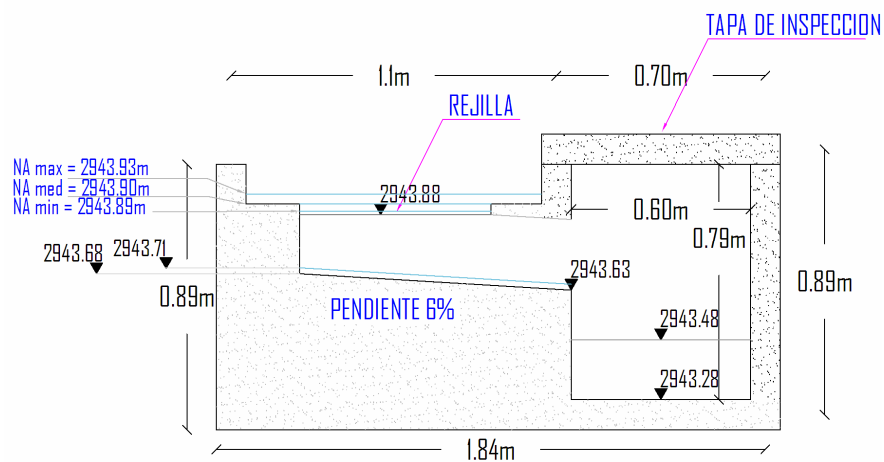 TAPA DE INSPECCION
1.1m
0.70m
REJILLA
NA max = 2943.93m
NA med = 2943.90m
NA min = 2943.89m
2943.88
0.60m
0.79m
2943.68
2943.71
2943.63
0.89m
0.89m
PENDIENTE 6%
2943.48
2943.28
1.84m